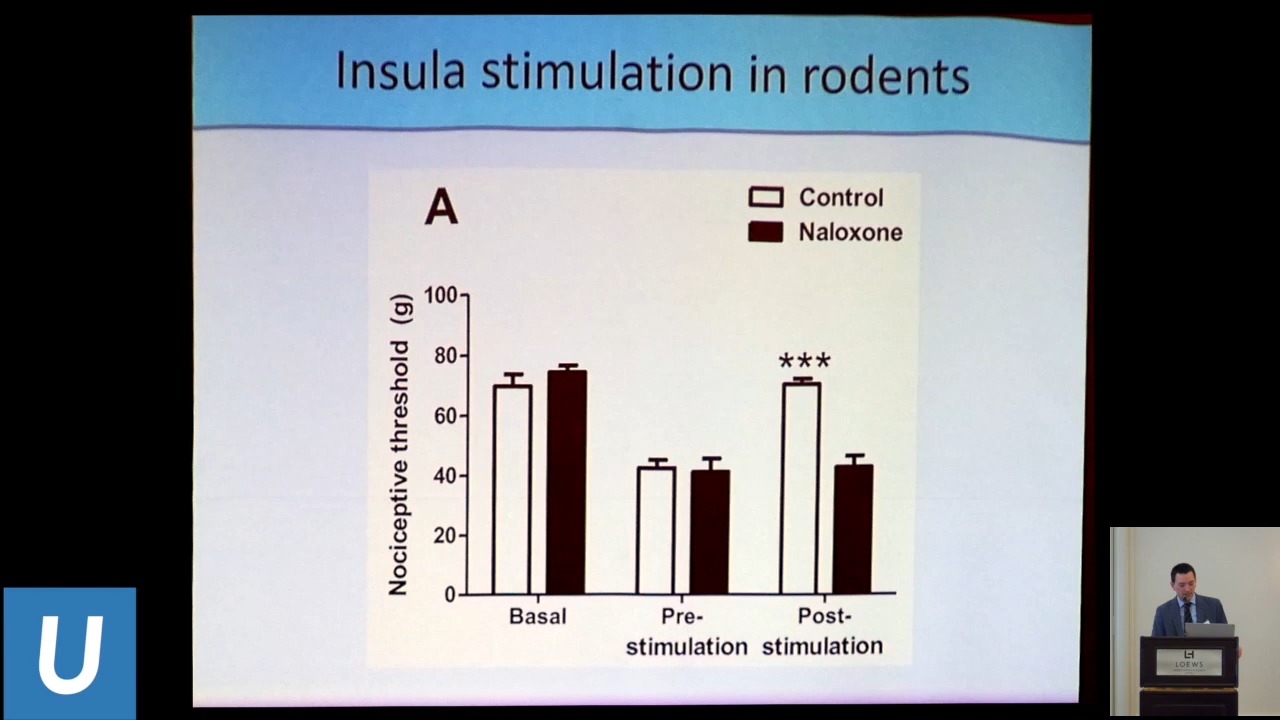 Insula stimulation in rodents
A
Control
Naloxone
Nociceptive threshold (g)
100
80
60
40
20
0
***
Basal
Pre-
stimulation
Post-
stimulation
U
LOEWS